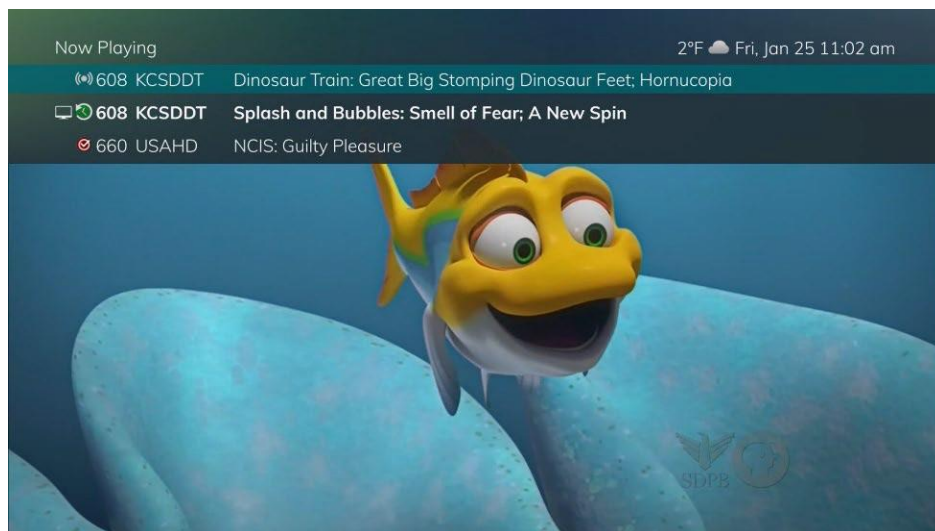 Now Playing 2°F Fri, Jan 25 11:02 am
608 KCSDDT Dinosaur Train: Great Big Stomping Dinosaur Feet; Hornucopia
608 KCSDDT Splash and Bubbles: Smell of Fear; A New Spin
660 USAHD NCIS: Guilty Pleasure
SDPB